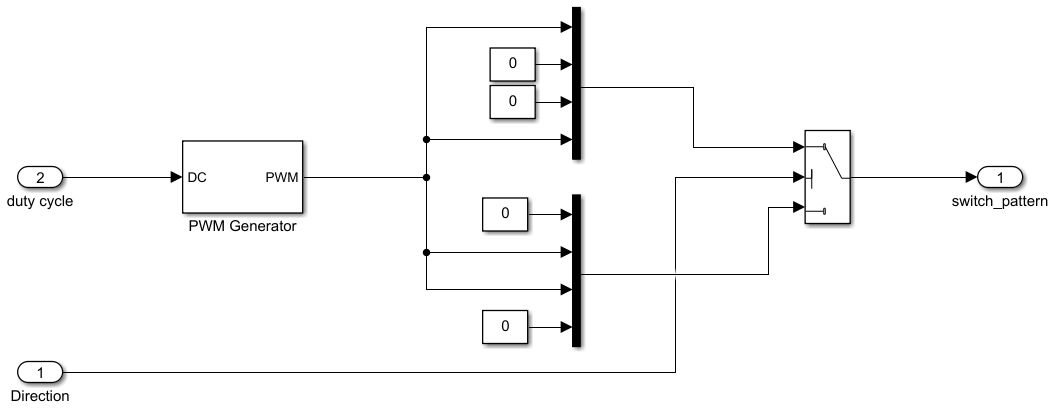 0
0
2
duty cycle
DC
PWM
PWM Generator
0
0
1
switch_pattern
1
Direction